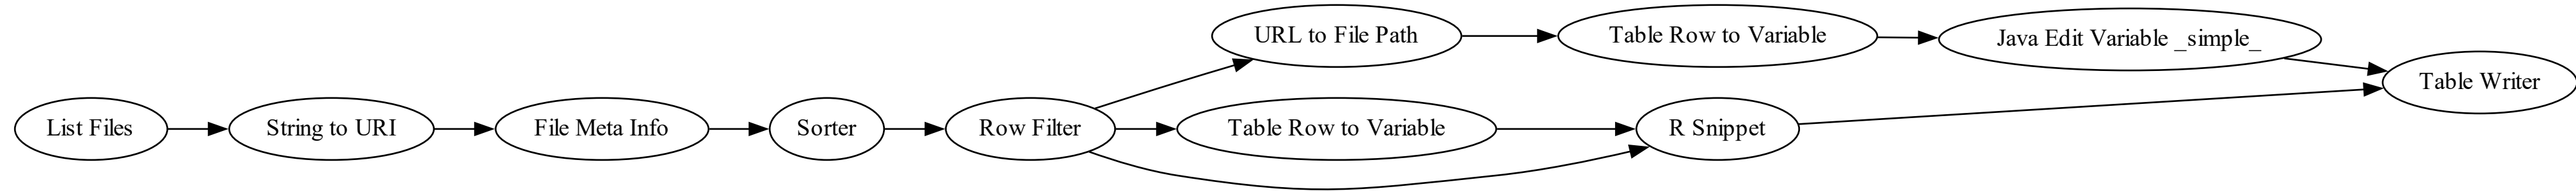 URL to File Path
Table Row to Variable
Java Edit Variable _simple_
Table Writer
List Files
String to URI
File Meta Info
Sorter
Row Filter
Table Row to Variable
R Snippet